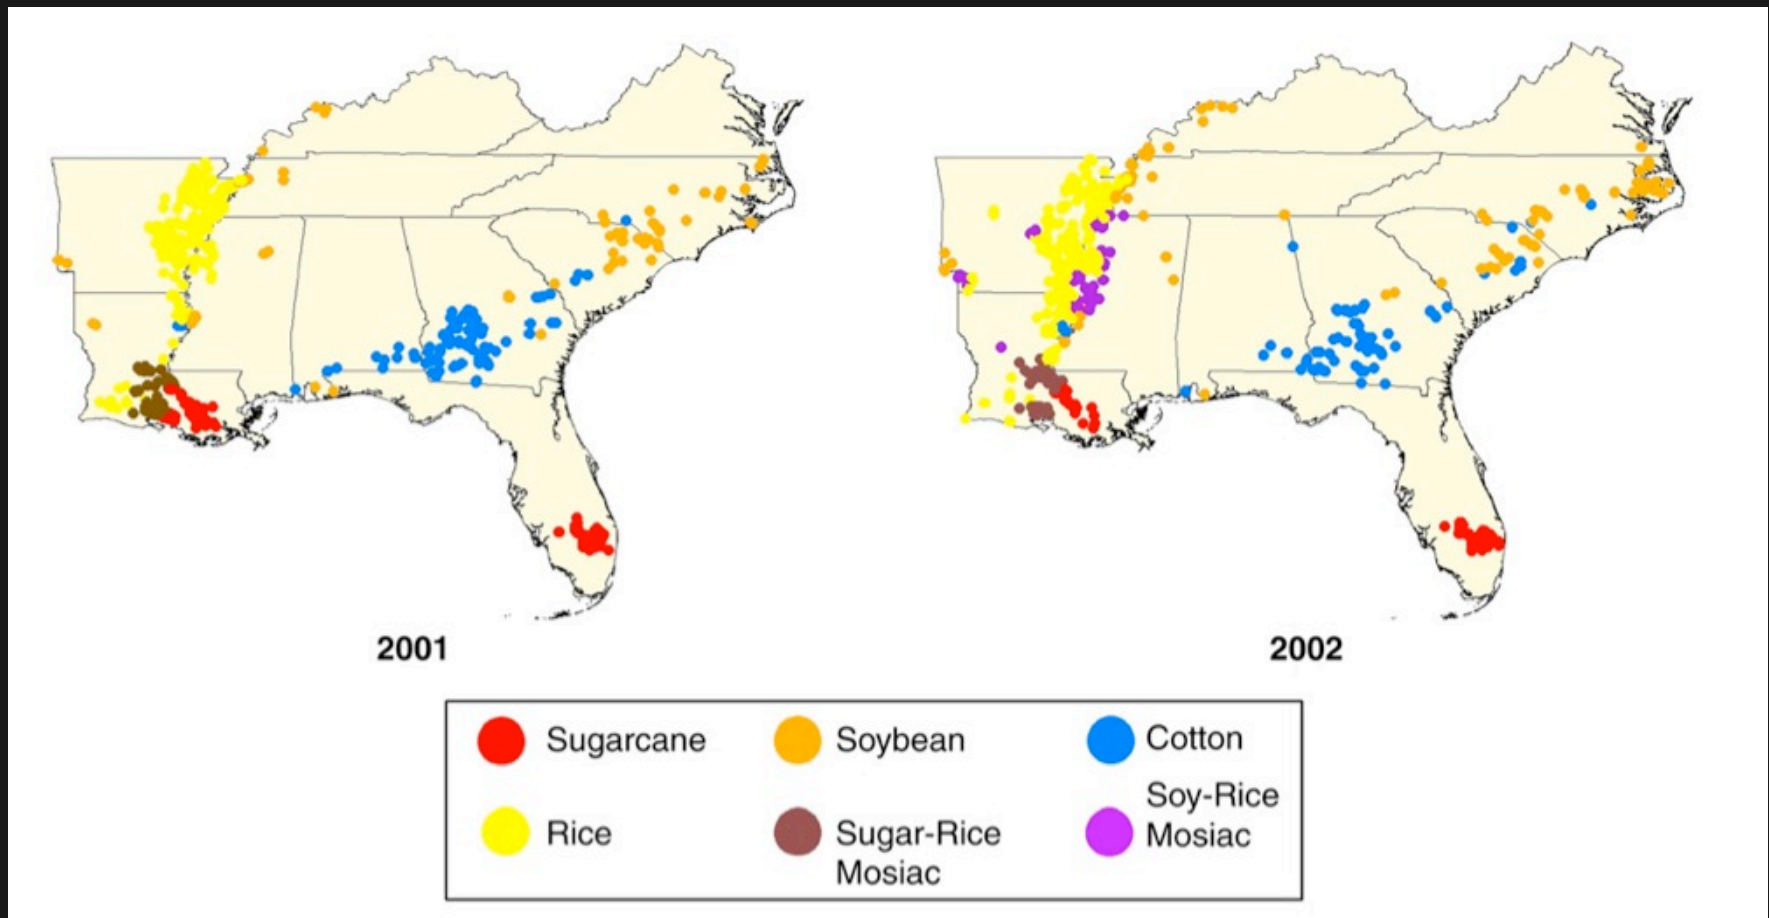 2001
2002
Sugarcane
Soybean
Cotton
Rice
Sugar-Rice
Mosiac
Soy-Rice
Mosiac